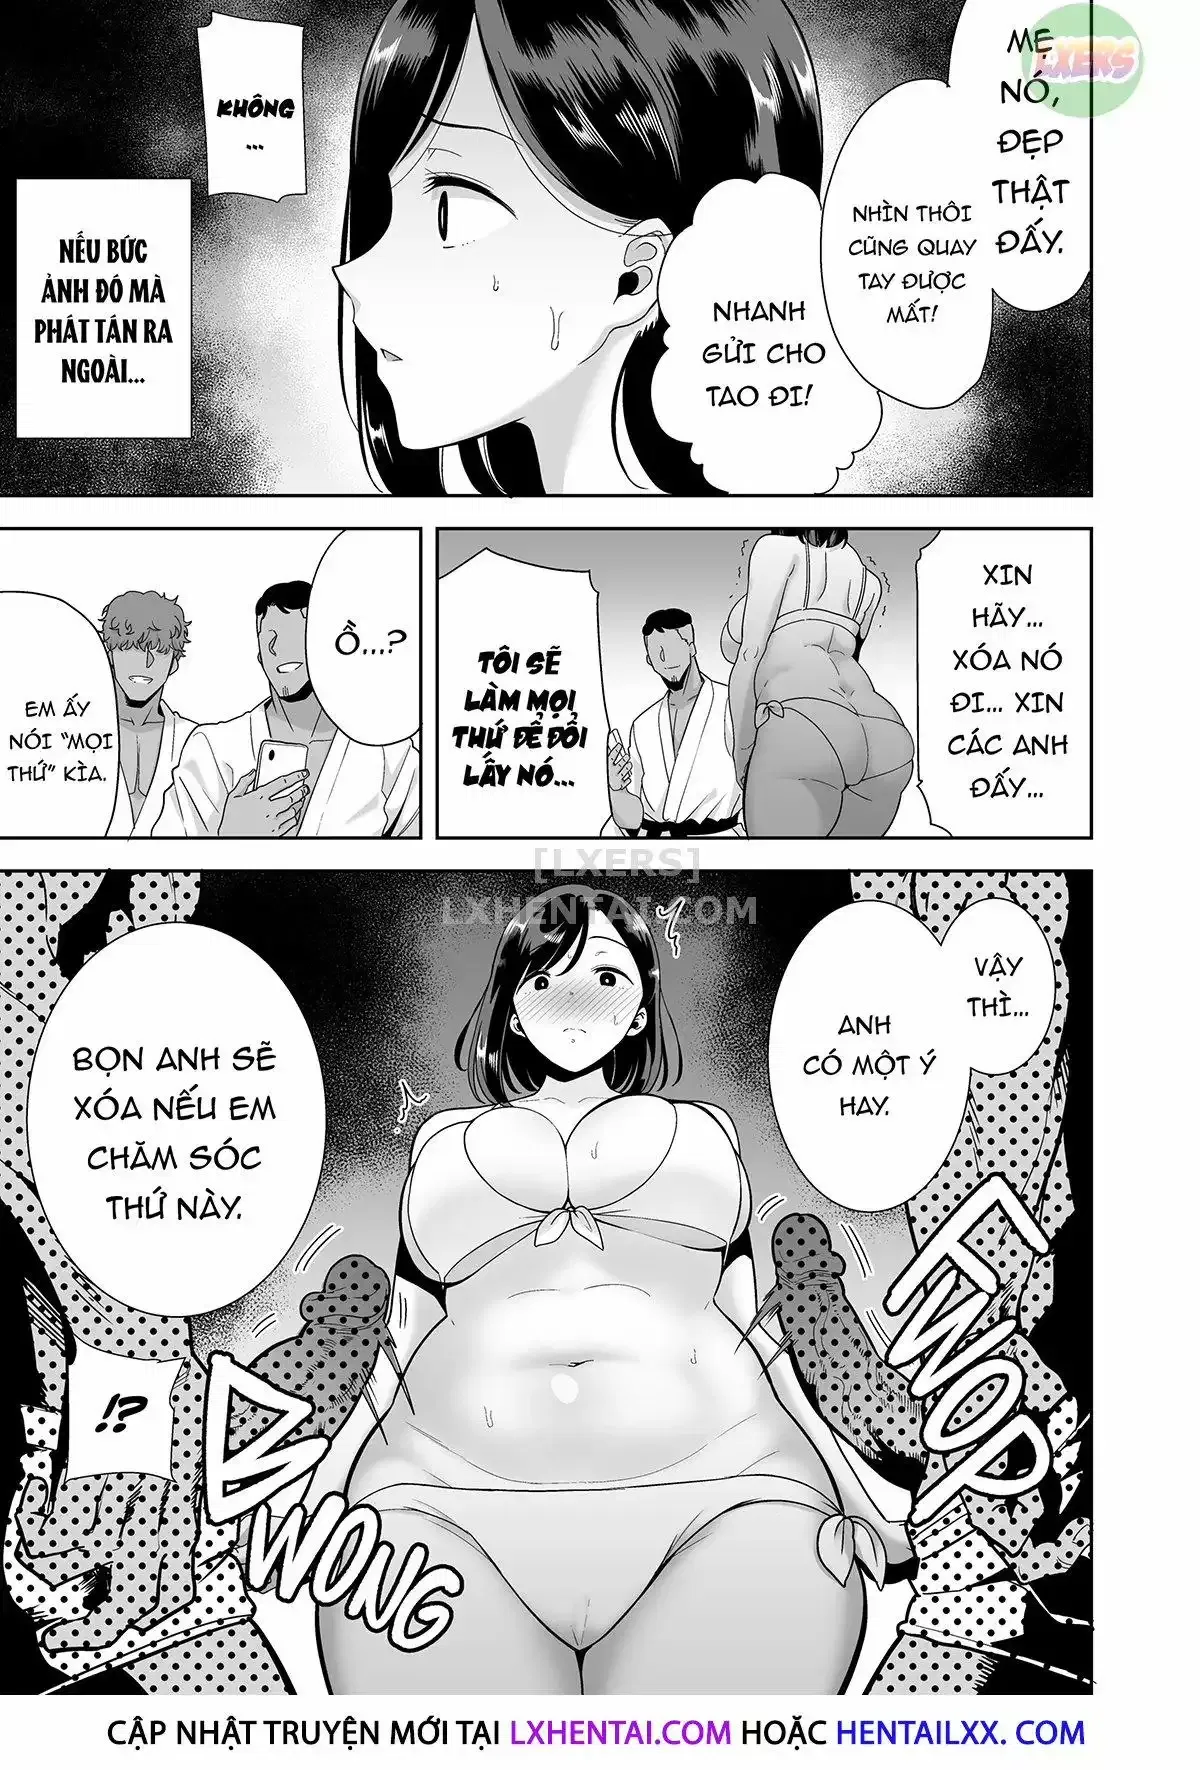 MẸ
NÓ,
ĐẸP
THẬT
ĐẤY.
LXERS
NHÌN THÔI
CŨNG QUAY
TAY ĐƯỢC
MẤT!
NHANH
GỬI CHO
TAO ĐI!
KHÔNG
...
NẾU BỨC
ẢNH ĐÓ MÀ
PHÁT TÁN RA
NGOÀI...
XIN
HÃY...
XÓA NÓ
ĐI... XIN
CÁC ANH
ĐẤY...
TÔI SẼ
LÀM MỌI
THỨ ĐỂ ĐỔI
LẤY NÓ...
Ồ...?
EM ẤY
NÓI “MỌI
THỨ” KÌA.
[LXERS]
LXHENTAI.COM
VẬY
THÌ...
ANH
CÓ MỘT Ý
HAY.
BỌN ANH SẼ
XÓA NẾU EM
CHĂM SÓC
THỨ NÀY.
FWOP
!?
BWONG
CẬP NHẬT TRUYỆN MỚI TẠI LXHENTAI.COM HOẶC HENTAILXX. COM